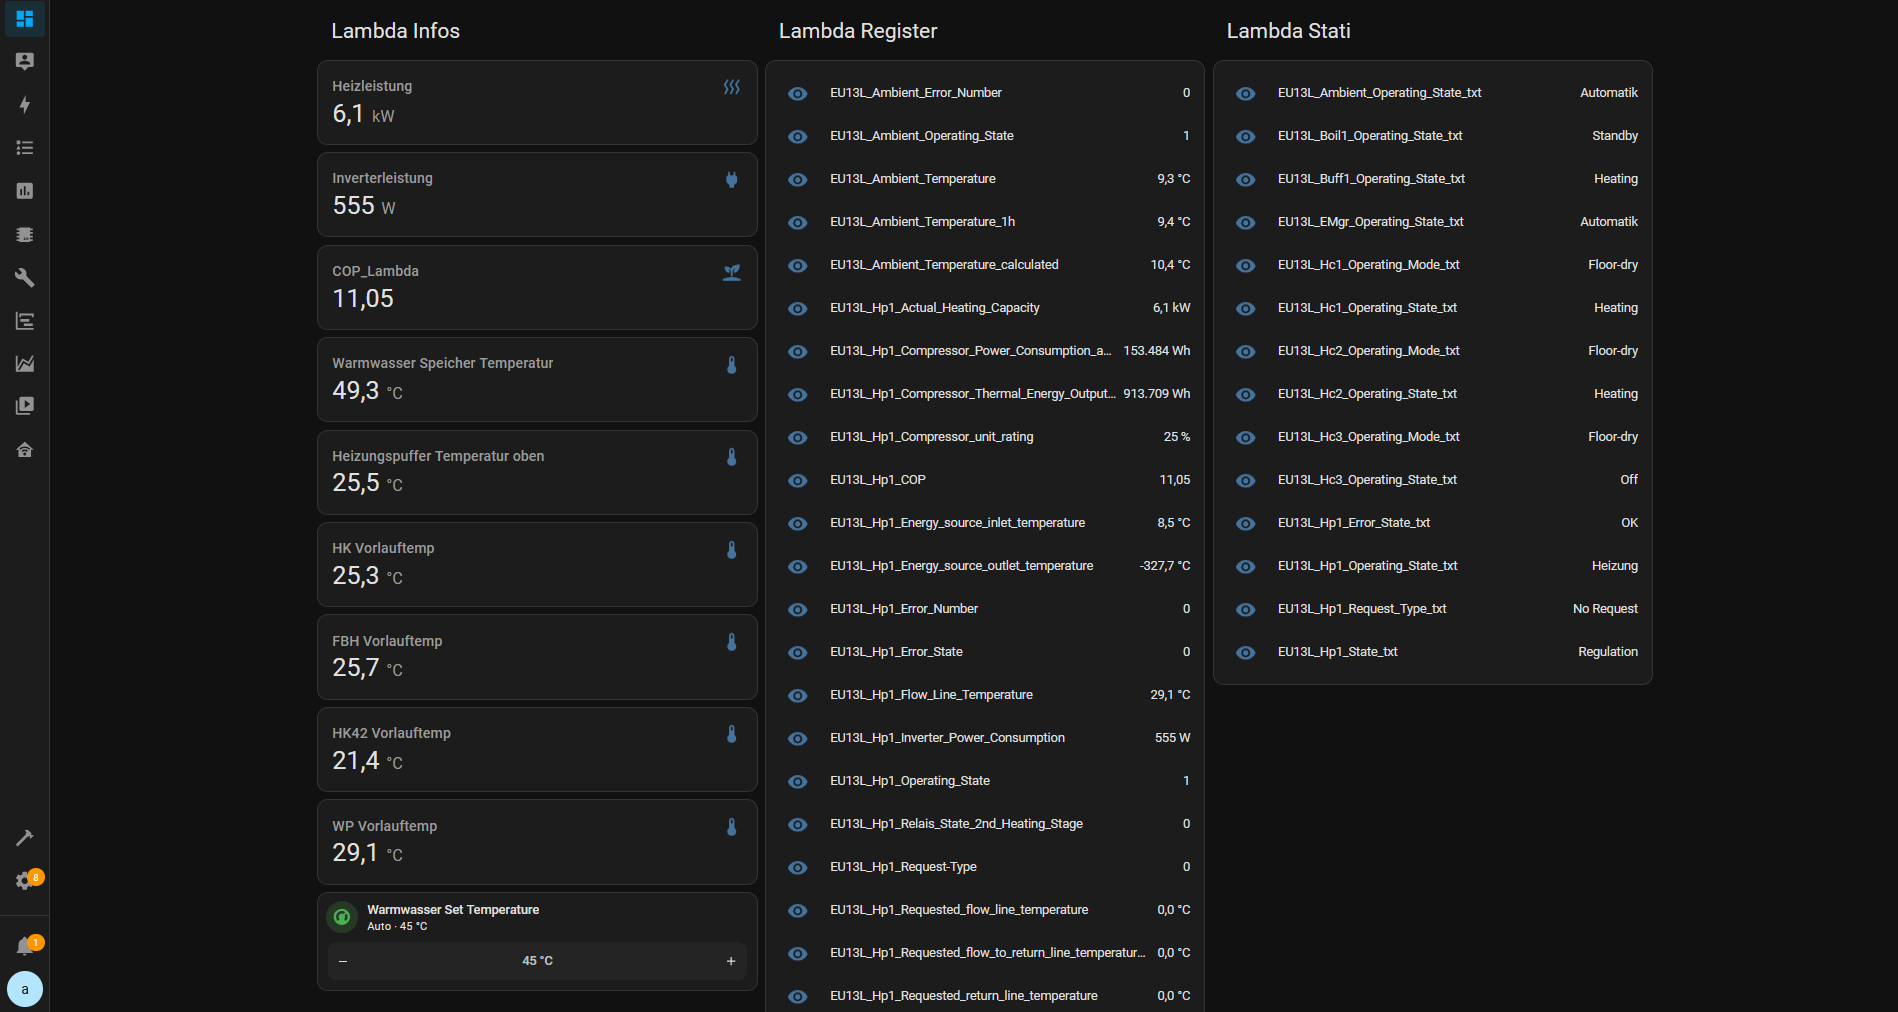 Lambda Infos
Heizleistung
6,1 kW
Inverterleistung
555 W
COP_Lambda
11,05
Warmwasser Speicher Temperatur
49,3 °C
Heizungspuffer Temperatur oben
25,5 °C
HK Vorlauftemp
25,3 °C
FBH Vorlauftemp
25,7 °C
HK42 Vorlauftemp
21,4 °C
WP Vorlauftemp
29,1 °C
Warmwasser Set Temperature
Auto · 45 °C
− 45 °C +
Lambda Register
EU13L_Ambient_Error_Number 0
EU13L_Ambient_Operating_State 1
EU13L_Ambient_Temperature 9,3 °C
EU13L_Ambient_Temperature_1h 9,4 °C
EU13L_Ambient_Temperature_calculated 10,4 °C
EU13L_Hp1_Actual_Heating_Capacity 6,1 kW
EU13L_Hp1_Compressor_Power_Consumption_a... 153.484 Wh
EU13L_Hp1_Compressor_Thermal_Energy_Output... 913.709 Wh
EU13L_Hp1_Compressor_unit_rating 25 %
EU13L_Hp1_COP 11,05
EU13L_Hp1_Energy_source_inlet_temperature 8,5 °C
EU13L_Hp1_Energy_source_outlet_temperature -327,7 °C
EU13L_Hp1_Error_Number 0
EU13L_Hp1_Error_State 0
EU13L_Hp1_Flow_Line_Temperature 29,1 °C
EU13L_Hp1_Inverter_Power_Consumption 555 W
EU13L_Hp1_Operating_State 1
EU13L_Hp1_Relais_State_2nd_Heating_Stage 0
EU13L_Hp1_Request-Type 0
EU13L_Hp1_Requested_flow_line_temperature 0,0 °C
EU13L_Hp1_Requested_flow_to_return_line_temperatur... 0,0 °C
EU13L_Hp1_Requested_return_line_temperature 0,0 °C
Lambda Stati
EU13L_Ambient_Operating_State_txt Automatik
EU13L_Boil1_Operating_State_txt Standby
EU13L_Buff1_Operating_State_txt Heating
EU13L_EMgr_Operating_State_txt Automatik
EU13L_Hc1_Operating_Mode_txt Floor-dry
EU13L_Hc1_Operating_State_txt Heating
EU13L_Hc2_Operating_Mode_txt Floor-dry
EU13L_Hc2_Operating_State_txt Heating
EU13L_Hc3_Operating_Mode_txt Floor-dry
EU13L_Hc3_Operating_State_txt Off
EU13L_Hp1_Error_State_txt OK
EU13L_Hp1_Operating_State_txt Heizung
EU13L_Hp1_Request_Type_txt No Request
EU13L_Hp1_State_txt Regulation
8
1
a